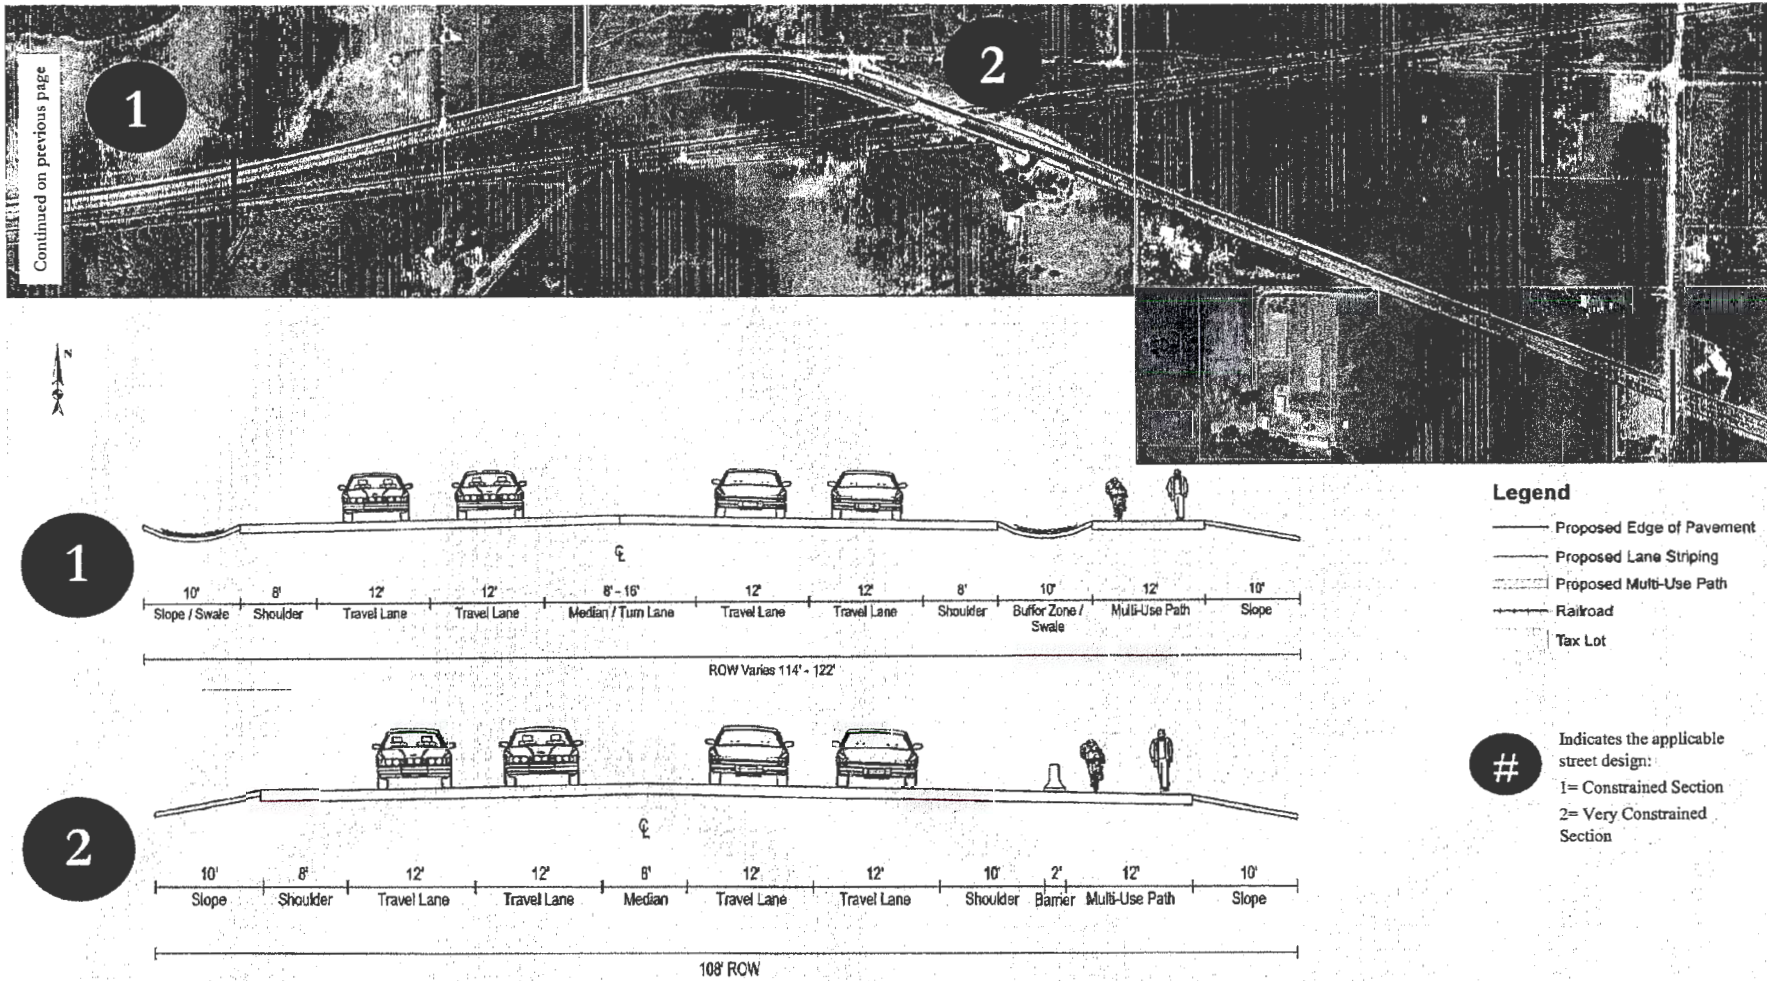 Continued on previous page
1
2
N
1
℄
10' 8' 12' 12' 8' - 16' 12' 12' 8' 10' 12' 10'
Slope / Swale Shoulder Travel Lane Travel Lane Median / Turn Lane Travel Lane Travel Lane Shoulder Buffor Zone / Multi-Use Path Slope
Swale
ROW Varies 114' - 122'
2
℄
10' 8' 12' 12' 8' 12' 12' 10' 2' 12' 10'
Slope Shoulder Travel Lane Travel Lane Median Travel Lane Travel Lane Shoulder Barrier Multi-Use Path Slope
108' ROW
Legend
Proposed Edge of Pavement
Proposed Lane Striping
Proposed Multi-Use Path
Railroad
Tax Lot
#
Indicates the applicable
street design:
1= Constrained Section
2= Very Constrained
Section